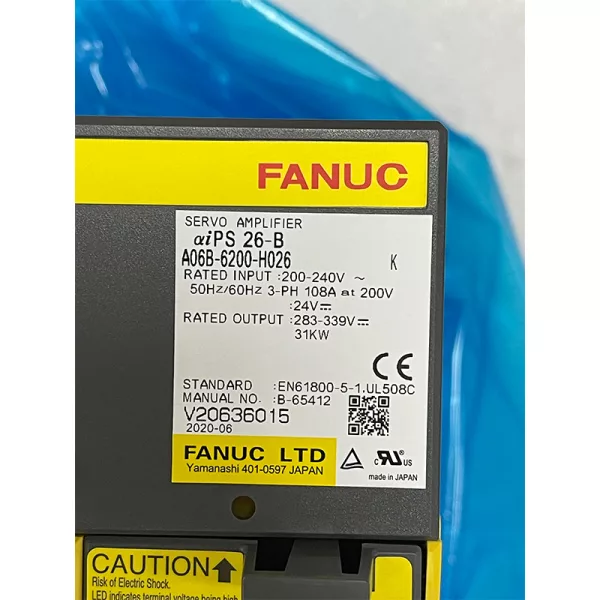 FANUC
SERVO AMPLIFIER
αiPS 26-B
A06B-6200-H026 K
RATED INPUT :200-240V ~
50Hz/60Hz 3-PH 108A at 200V
:24V⎓
RATED OUTPUT :283-339V⎓
31KW
CE
STANDARD :EN61800-5-1.UL508C
MANUAL NO. :B-65412
V20636015
2020-06
FANUC LTD
Yamanashi 401-0597 JAPAN
c RU US
made in JAPAN
CAUTION
Risk of Electric Shock.
LED indicates terminal voltage being high